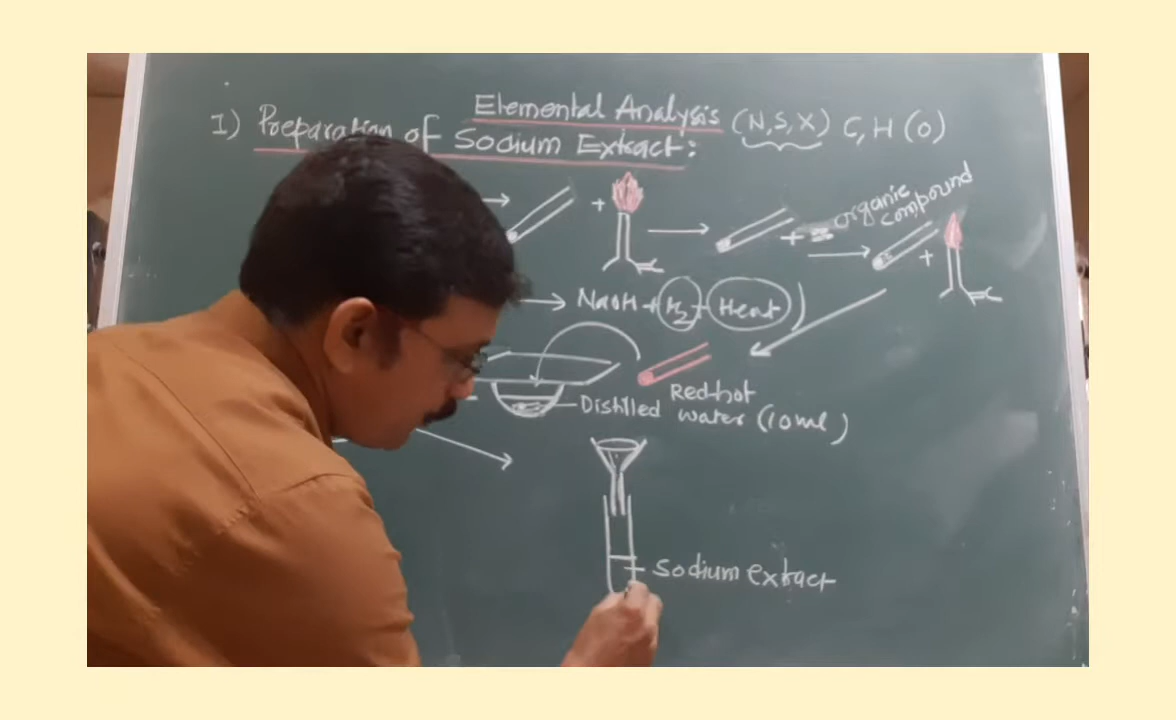 Elemental Analysis (N,S,X) C, H (O)
1) Preparation of Sodium Extract:
+ → + organic compound → +
→ NaOH + H2 + Heat )
Red-hot
Distilled water (10ml)
Sodium extract